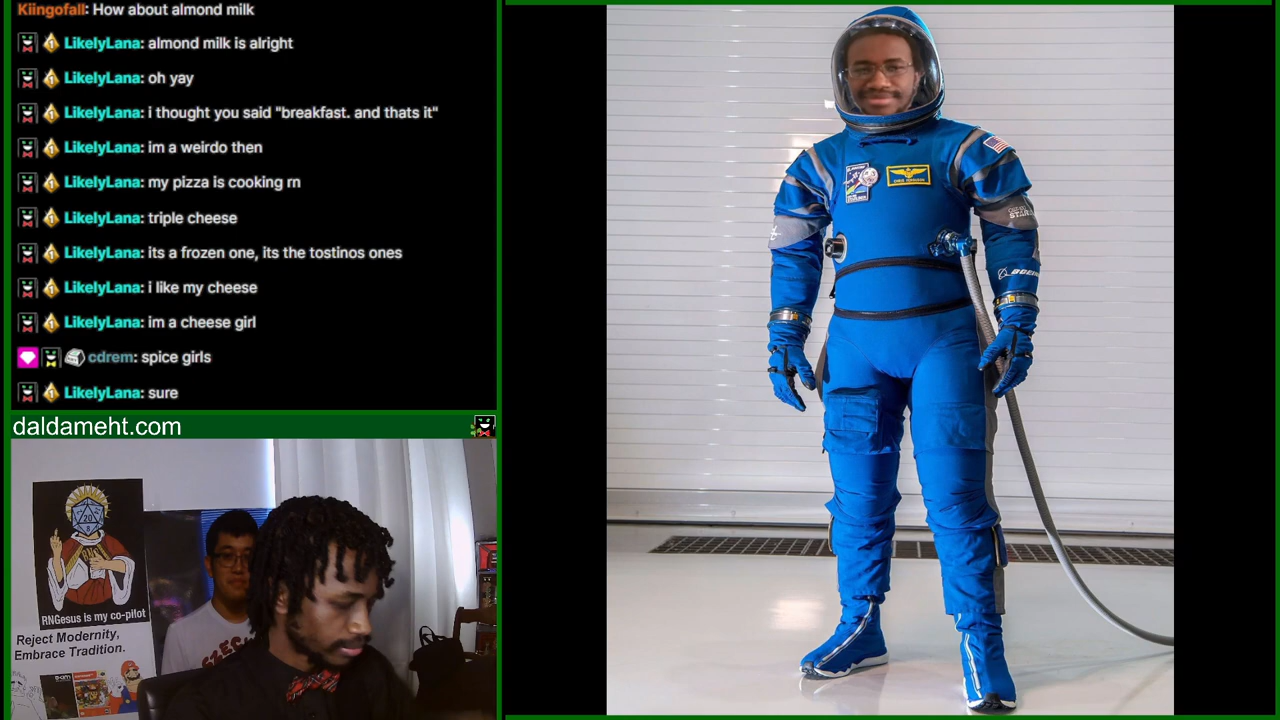 Kiingofall: How about almond milk
LikelyLana: almond milk is alright
LikelyLana: oh yay
LikelyLana: i thought you said "breakfast. and thats it"
LikelyLana: im a weirdo then
LikelyLana: my pizza is cooking rn
LikelyLana: triple cheese
LikelyLana: its a frozen one, its the tostinos ones
LikelyLana: i like my cheese
LikelyLana: im a cheese girl
cdrem: spice girls
LikelyLana: sure
daldameht.com
20
RNGesus is my co-pilot
Reject Modernity,
Embrace Tradition.